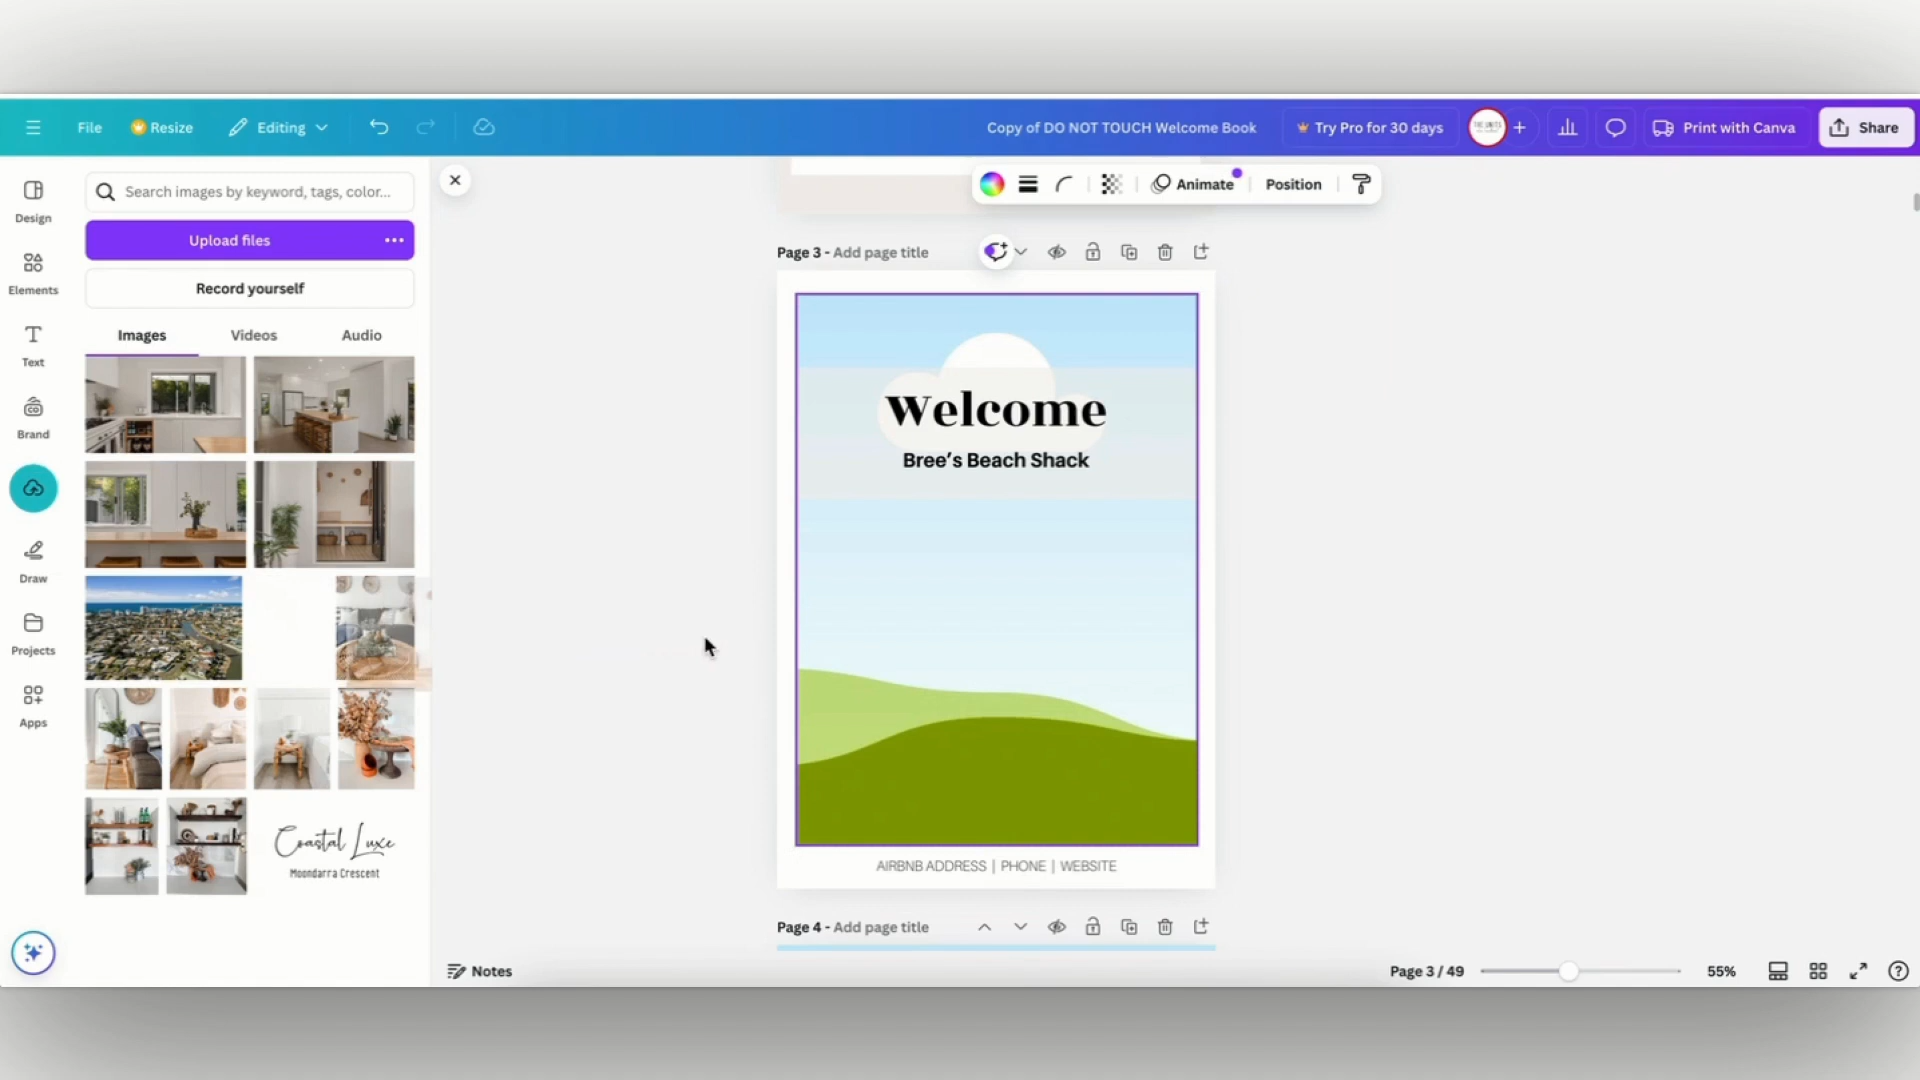 File
Resize
Editing
Copy of DO NOT TOUCH Welcome Book
Try Pro for 30 days
Print with Canva
Share
Design
Elements
Text
Brand
Draw
Projects
Apps
Search images by keyword, tags, color...
Upload files
Record yourself
Images
Videos
Audio
Coastal Luxe
Moondarra Crescent
Animate
Position
Page 3 - Add page title
Welcome
Bree's Beach Shack
AIRBNB ADDRESS | PHONE | WEBSITE
Page 4 - Add page title
Notes
Page 3 / 49
55%